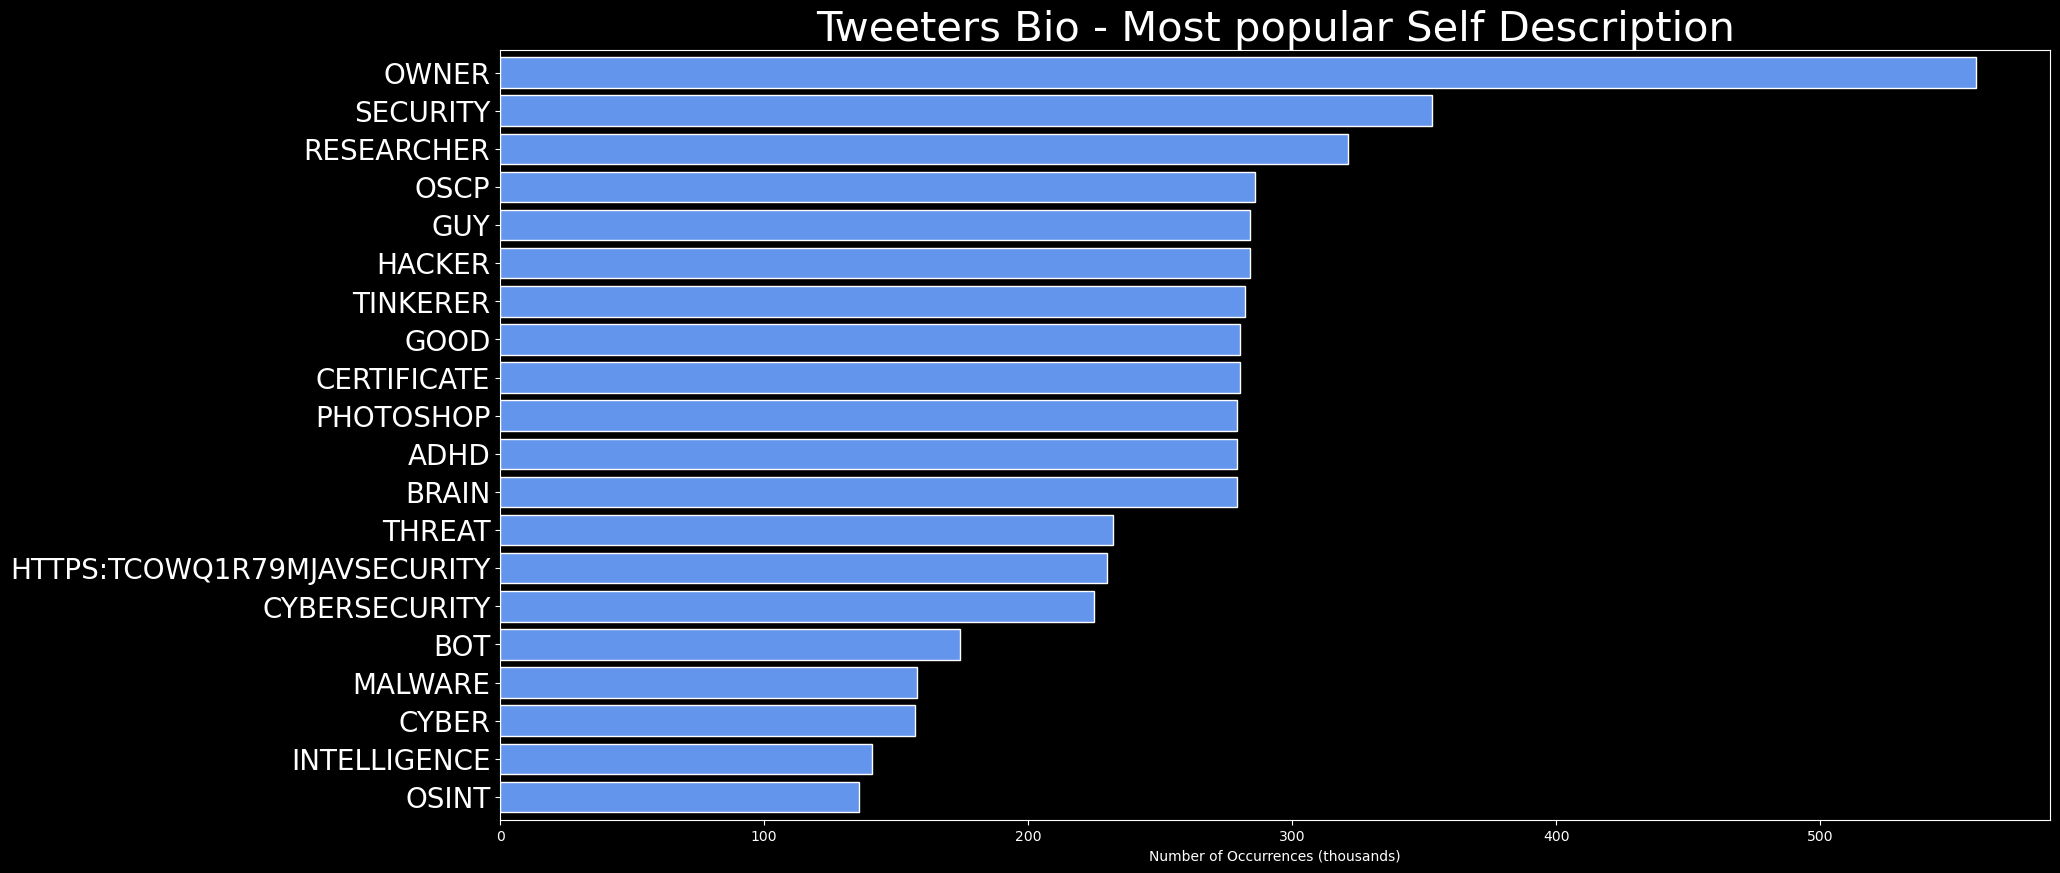 Tweeters Bio - Most popular Self Description
OWNER
SECURITY
RESEARCHER
OSCP
GUY
HACKER
TINKERER
GOOD
CERTIFICATE
PHOTOSHOP
ADHD
BRAIN
THREAT
HTTPS:TCOWQ1R79MJAVSECURITY
CYBERSECURITY
BOT
MALWARE
CYBER
INTELLIGENCE
OSINT
0 100 200 300 400 500
Number of Occurrences (thousands)